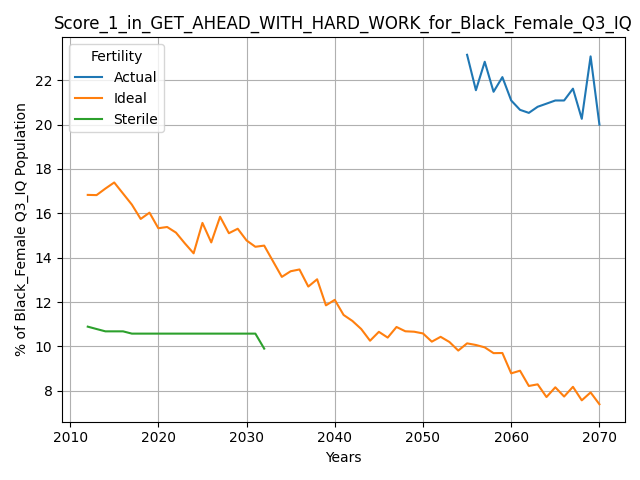 Score_1_in_GET_AHEAD_WITH_HARD_WORK_for_Black_Female_Q3_IQ
Fertility
Actual
Ideal
Sterile
% of Black_Female Q3_IQ Population
22
20
18
16
14
12
10
8
2010 2020 2030 2040 2050 2060 2070
Years